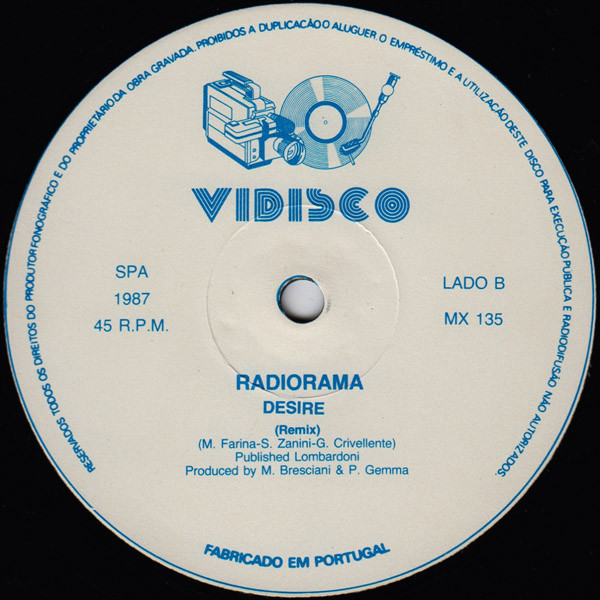 RESERVADOS TODOS OS DIREITOS DO PRODUTOR FONOGRÁFICO E DO PROPRIETÁRIO DA OBRA GRAVADA. PROIBIDOS A DUPLICAÇÃO O ALUGUER O EMPRÉSTIMO E A UTILIZAÇÃO DESTE DISCO PARA EXECUÇÃO PUBLICA E RADIODIFUSÃO NÃO AUTORIZADOS.
VIDISCO
SPA
1987
45 R.P.M.
LADO B
MX 135
RADIORAMA
DESIRE
(Remix)
(M. Farina-S. Zanini-G. Crivellente)
Published Lombardoni
Produced by M. Bresciani & P. Gemma
FABRICADO EM PORTUGAL